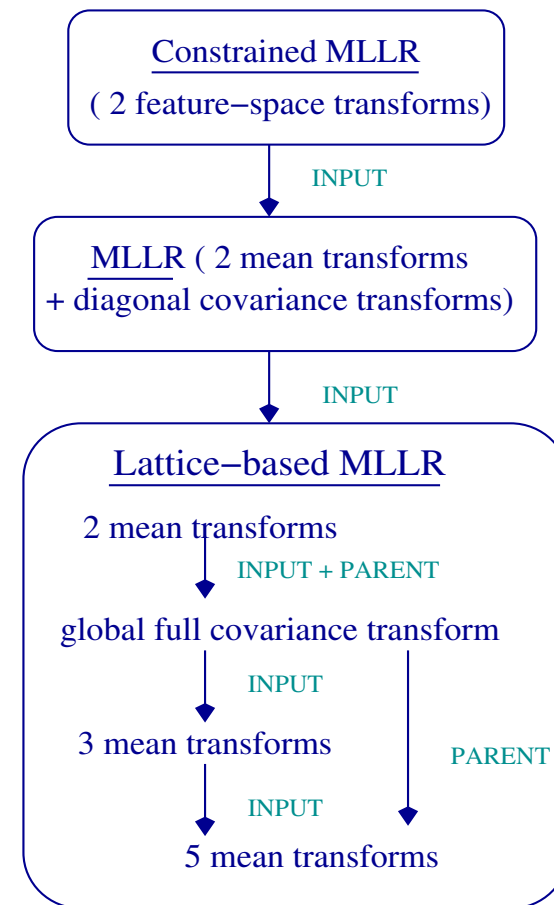 Constrained MLLR
( 2 feature−space transforms)
INPUT
MLLR ( 2 mean transforms
+ diagonal covariance transforms)
INPUT
Lattice−based MLLR
2 mean transforms
INPUT + PARENT
global full covariance transform
INPUT
3 mean transforms
PARENT
INPUT
5 mean transforms